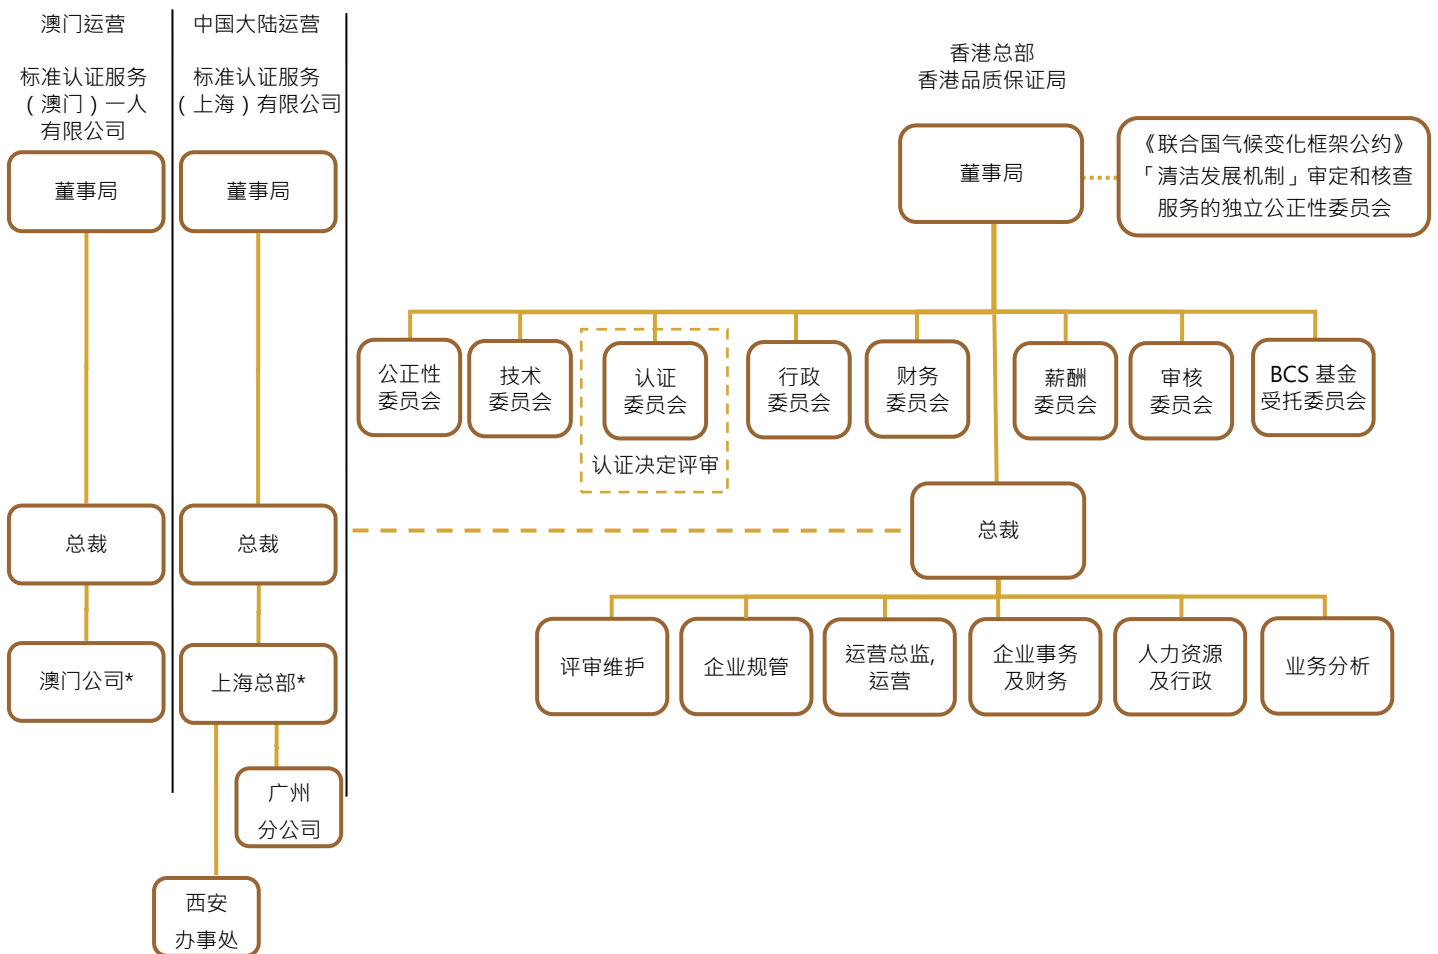 澳门运营
标准认证服务
（澳门）一人
有限公司
董事局
总裁
澳门公司*
中国大陆运营
标准认证服务
（上海）有限公司
董事局
总裁
上海总部*
广州
分公司
西安
办事处
香港总部
香港品质保证局
董事局
《联合国气候变化框架公约》
「清洁发展机制」审定和核查
服务的独立公正性委员会
公正性
委员会
技术
委员会
认证
委员会
认证决定评审
行政
委员会
财务
委员会
薪酬
委员会
审核
委员会
BCS 基金
受托委员会
总裁
评审维护
企业规管
运营总监,
运营
企业事务
及财务
人力资源
及行政
业务分析